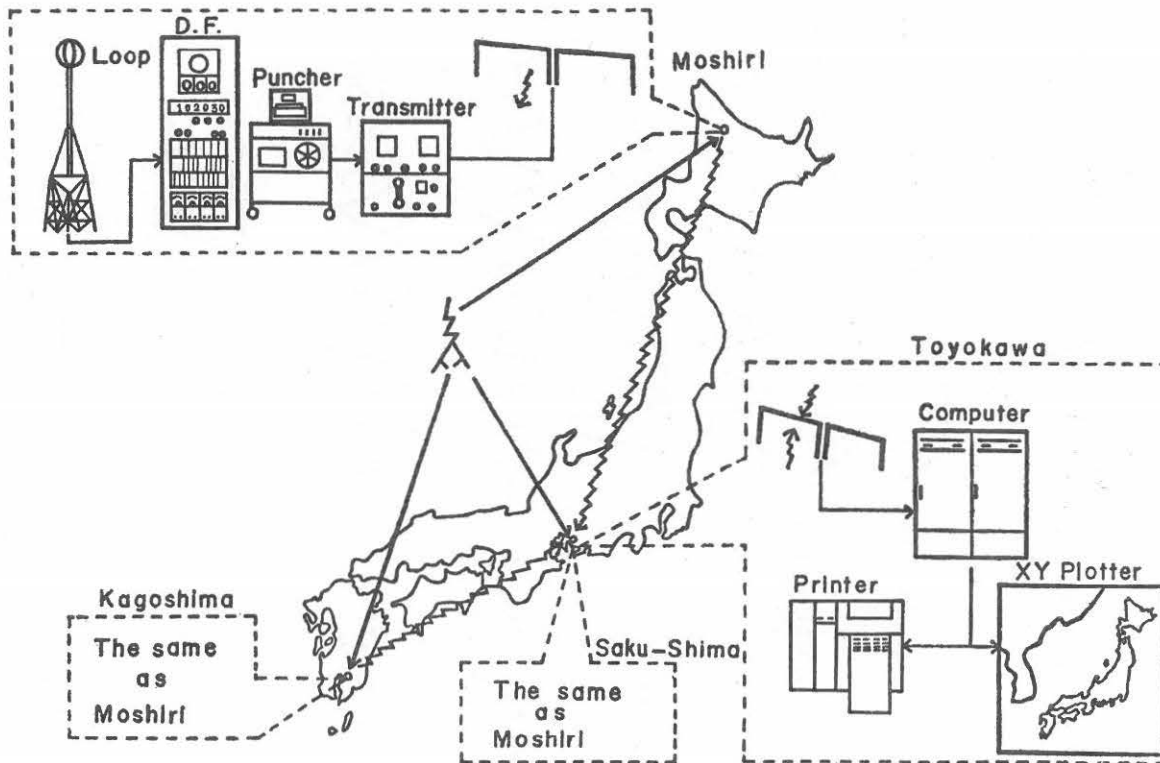 D.F.
Loop
Puncher
Transmitter
102030
Moshiri
Toyokawa
Computer
Printer
XY Plotter
Kagoshima
The same
as
Moshiri
Saku-Shima
The same
as
Moshiri